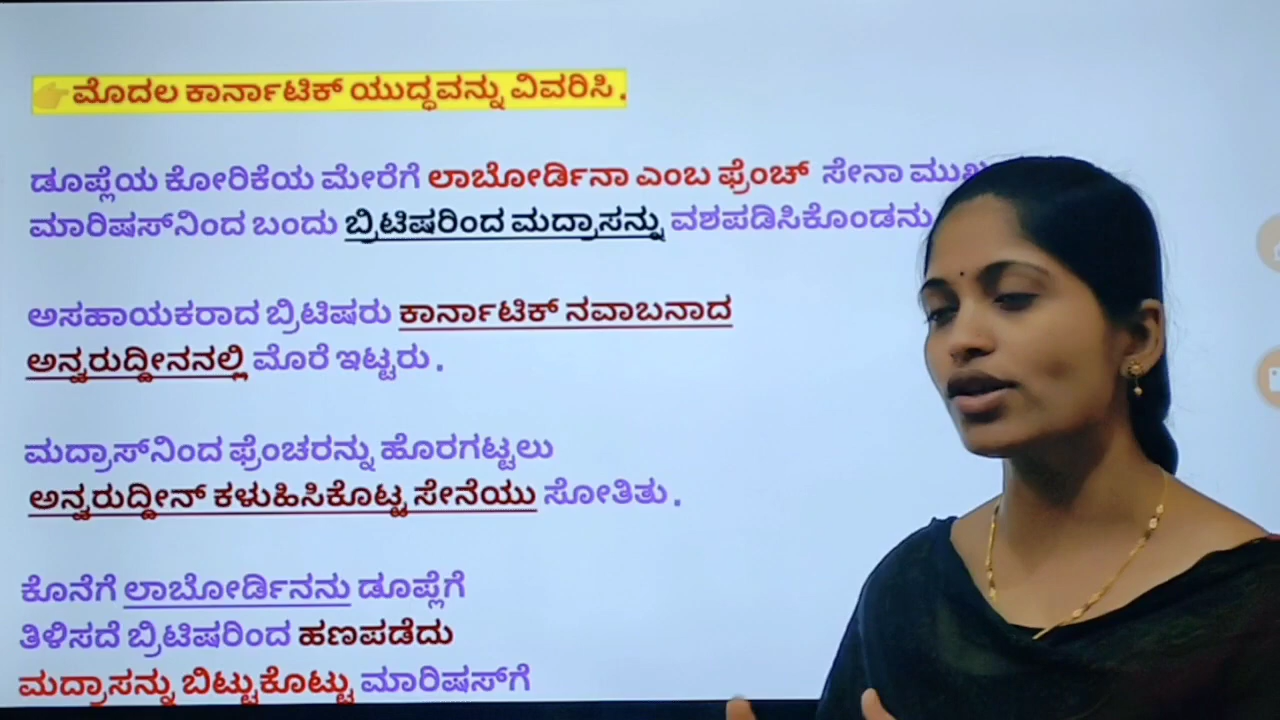 👉ಮೊದಲ ಕಾರ್ನಾಟಿಕ್ ಯುದ್ಧವನ್ನು ವಿವರಿಸಿ .
ಡೂಪ್ಲೆಯ ಕೋರಿಕೆಯ ಮೇರೆಗೆ ಲಾಬೋರ್ಡಿನಾ ಎಂಬ ಫ್ರೆಂಚ್ ಸೇನಾ
ಮಾರಿಷಸ್‌ನಿಂದ ಬಂದು ಬ್ರಿಟಿಷರಿಂದ ಮದ್ರಾಸನ್ನು ವಶಪಡಿಸಿಕೊಂಡನು
ಅಸಹಾಯಕರಾದ ಬ್ರಿಟಿಷರು ಕಾರ್ನಾಟಿಕ್ ನವಾಬನಾದ
ಅನ್ವರುದ್ದೀನನಲ್ಲಿ ಮೊರೆ ಇಟ್ಟರು .
ಮದ್ರಾಸ್‌ನಿಂದ ಫ್ರೆಂಚರನ್ನು ಹೊರಗಟ್ಟಲು
ಅನ್ವರುದ್ದೀನ್ ಕಳುಹಿಸಿಕೊಟ್ಟ ಸೇನೆಯು ಸೋತಿತು .
ಕೊನೆಗೆ ಲಾಬೋರ್ಡಿನನು ಡೂಪ್ಲೆಗೆ
ತಿಳಿಸದೆ ಬ್ರಿಟಿಷರಿಂದ ಹಣಪಡೆದು
ಮದ್ರಾಸನ್ನು ಬಿಟ್ಟುಕೊಟ್ಟು ಮಾರಿಷಸ್‌ಗೆ